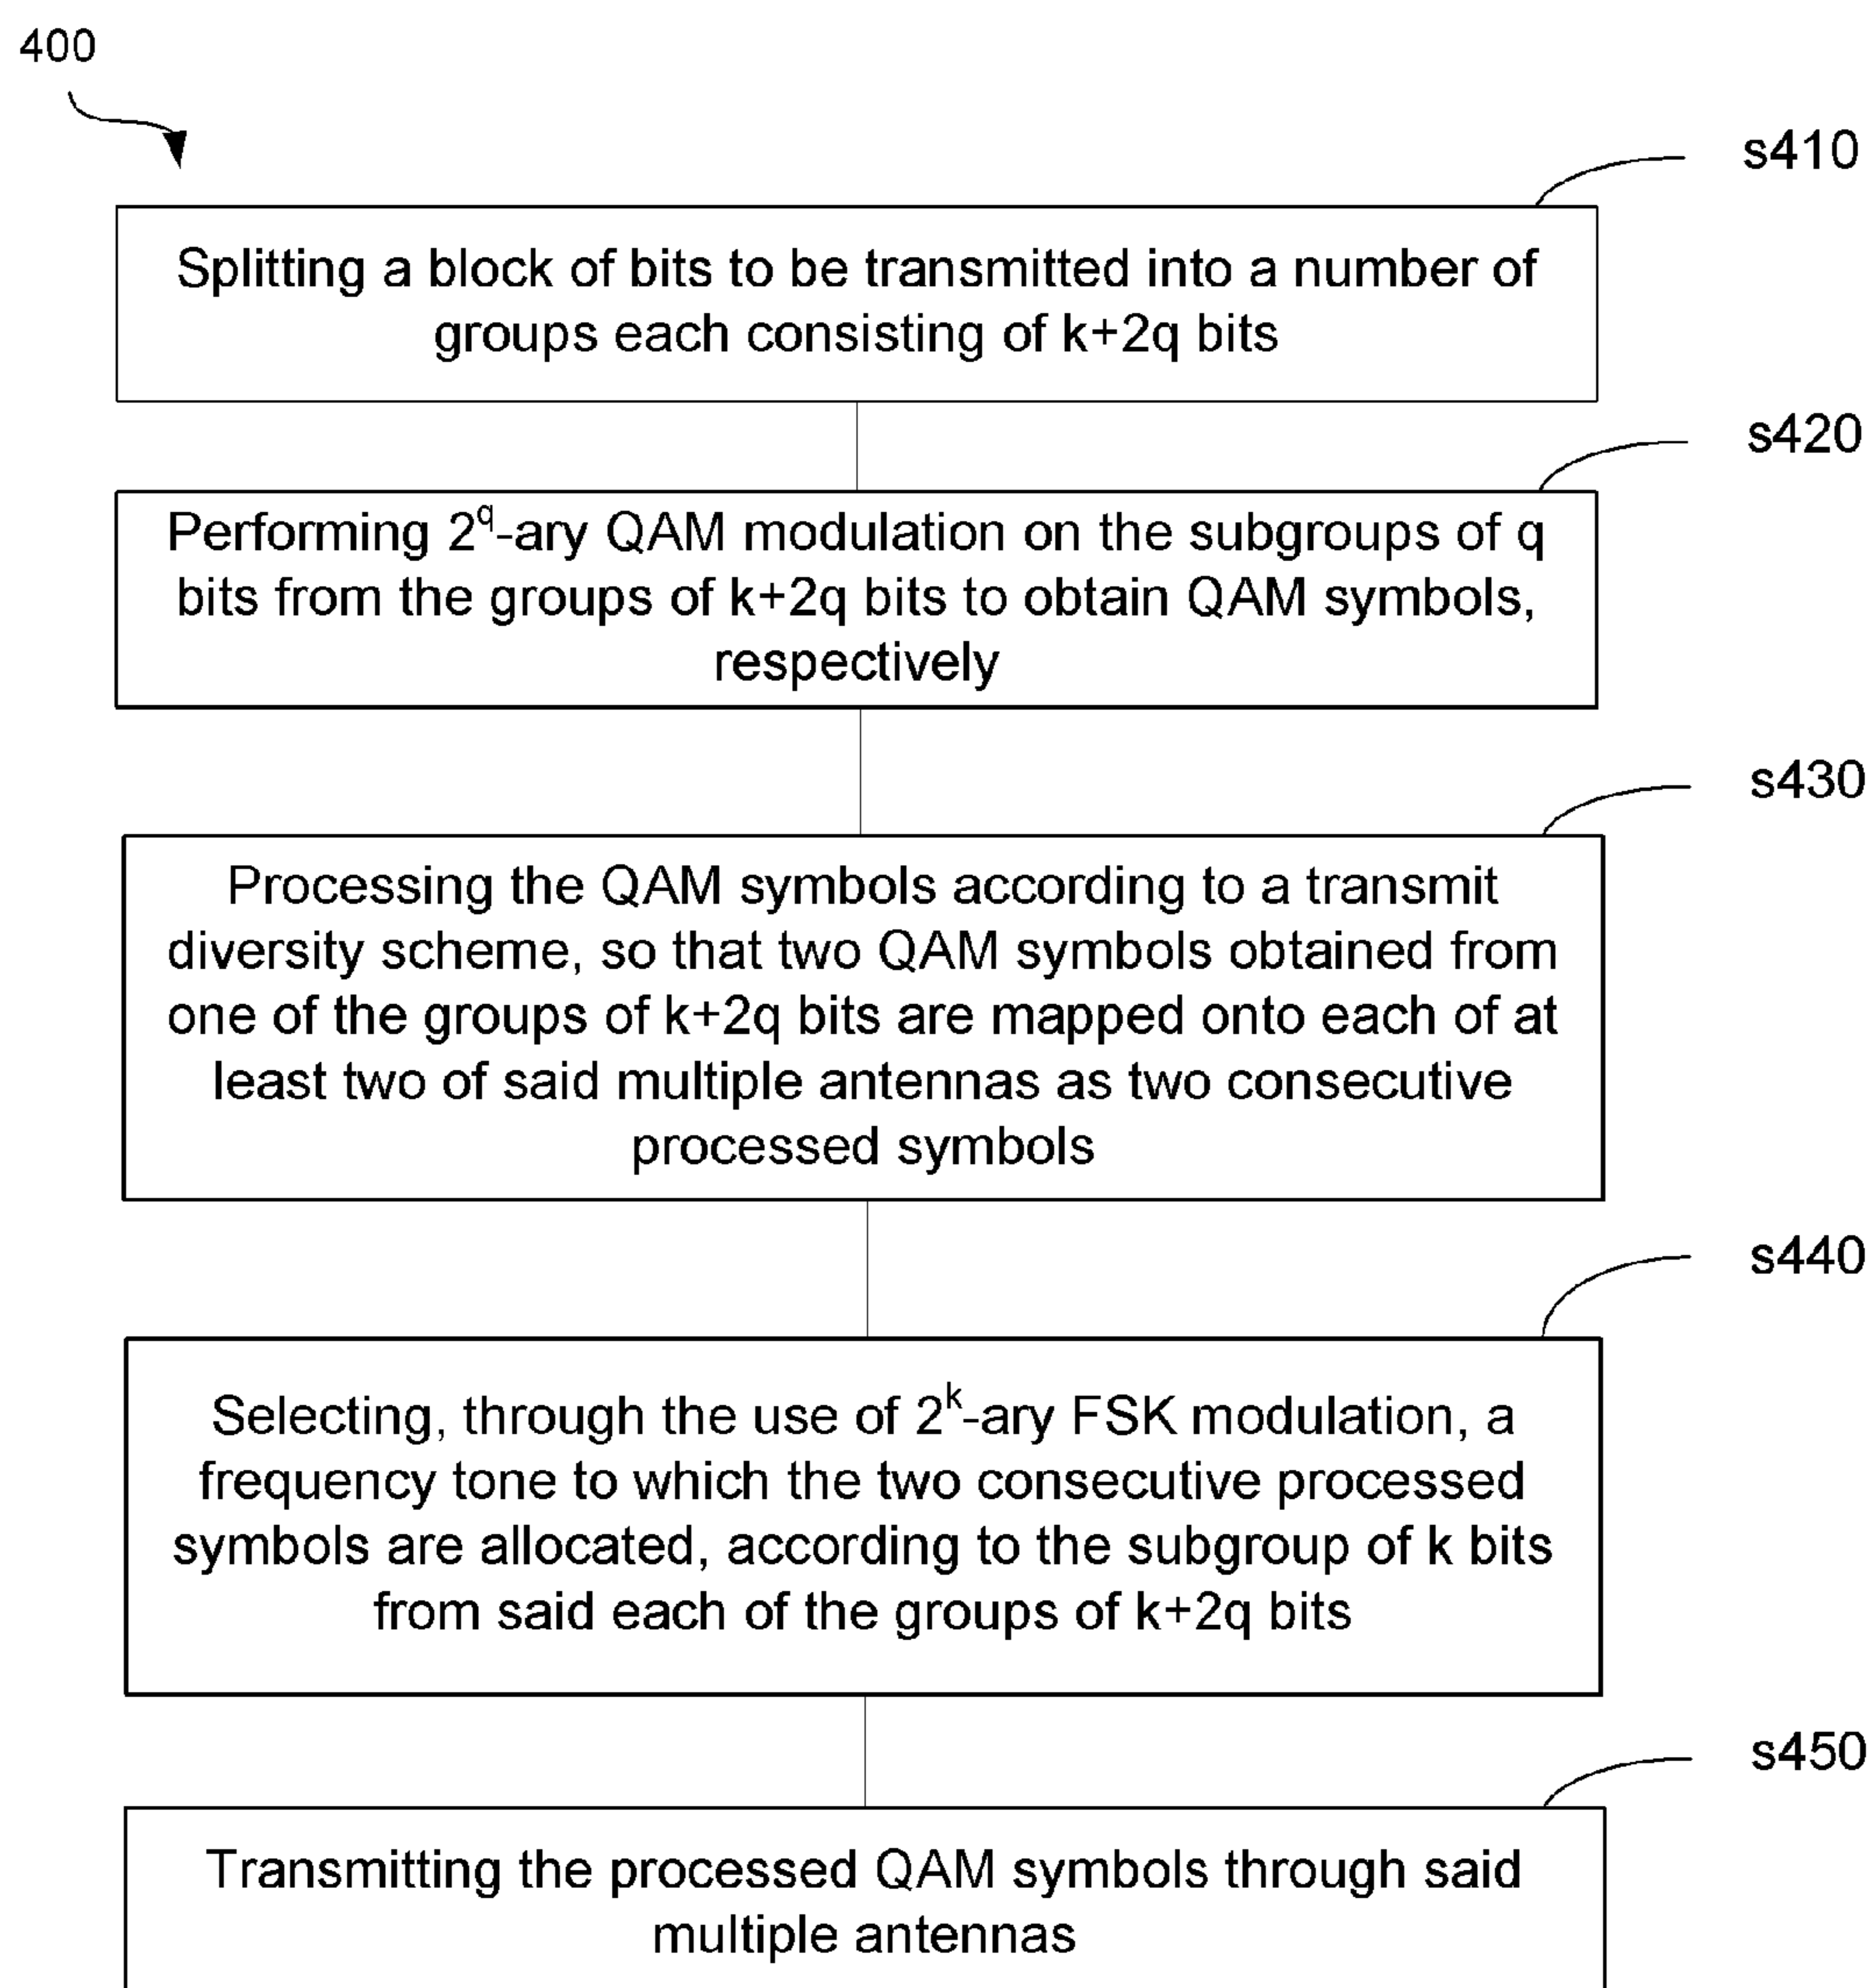 400
s410
Splitting a block of bits to be transmitted into a number of
groups each consisting of k+2q bits
s420
Performing 2^q-ary QAM modulation on the subgroups of q
bits from the groups of k+2q bits to obtain QAM symbols,
respectively
s430
Processing the QAM symbols according to a transmit
diversity scheme, so that two QAM symbols obtained from
one of the groups of k+2q bits are mapped onto each of at
least two of said multiple antennas as two consecutive
processed symbols
s440
Selecting, through the use of 2^k-ary FSK modulation, a
frequency tone to which the two consecutive processed
symbols are allocated, according to the subgroup of k bits
from said each of the groups of k+2q bits
s450
Transmitting the processed QAM symbols through said
multiple antennas